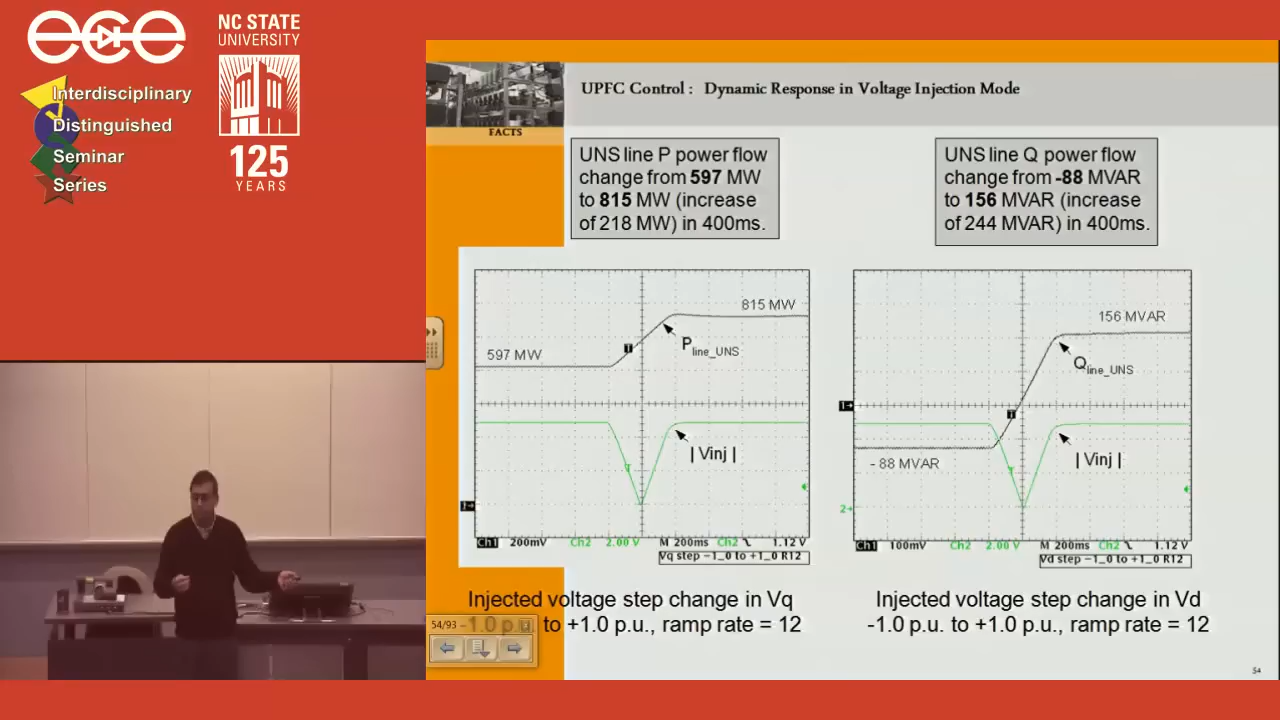 ece
NC STATE
UNIVERSITY
125
YEARS
Interdisciplinary
Distinguished
Seminar
Series
FACTS
UPFC Control : Dynamic Response in Voltage Injection Mode
UNS line P power flow
change from 597 MW
to 815 MW (increase
of 218 MW) in 400ms.
UNS line Q power flow
change from -88 MVAR
to 156 MVAR (increase
of 244 MVAR) in 400ms.
815 MW
597 MW
T
Pline_UNS
T
| Vinj |
1→
Ch1 200mV Ch2 2.00 V M 200ms Ch2 1.12 V
Vq step -1_0 to +1_0 R12
156 MVAR
Qline_UNS
1→
T
- 88 MVAR
T
| Vinj |
2→
Ch1 100mV Ch2 2.00 V M 200ms Ch2 1.12 V
Vd step -1_0 to +1_0 R12
Injected voltage step change in Vq
-1.0 p.u. to +1.0 p.u., ramp rate = 12
Injected voltage step change in Vd
-1.0 p.u. to +1.0 p.u., ramp rate = 12
54/93
54